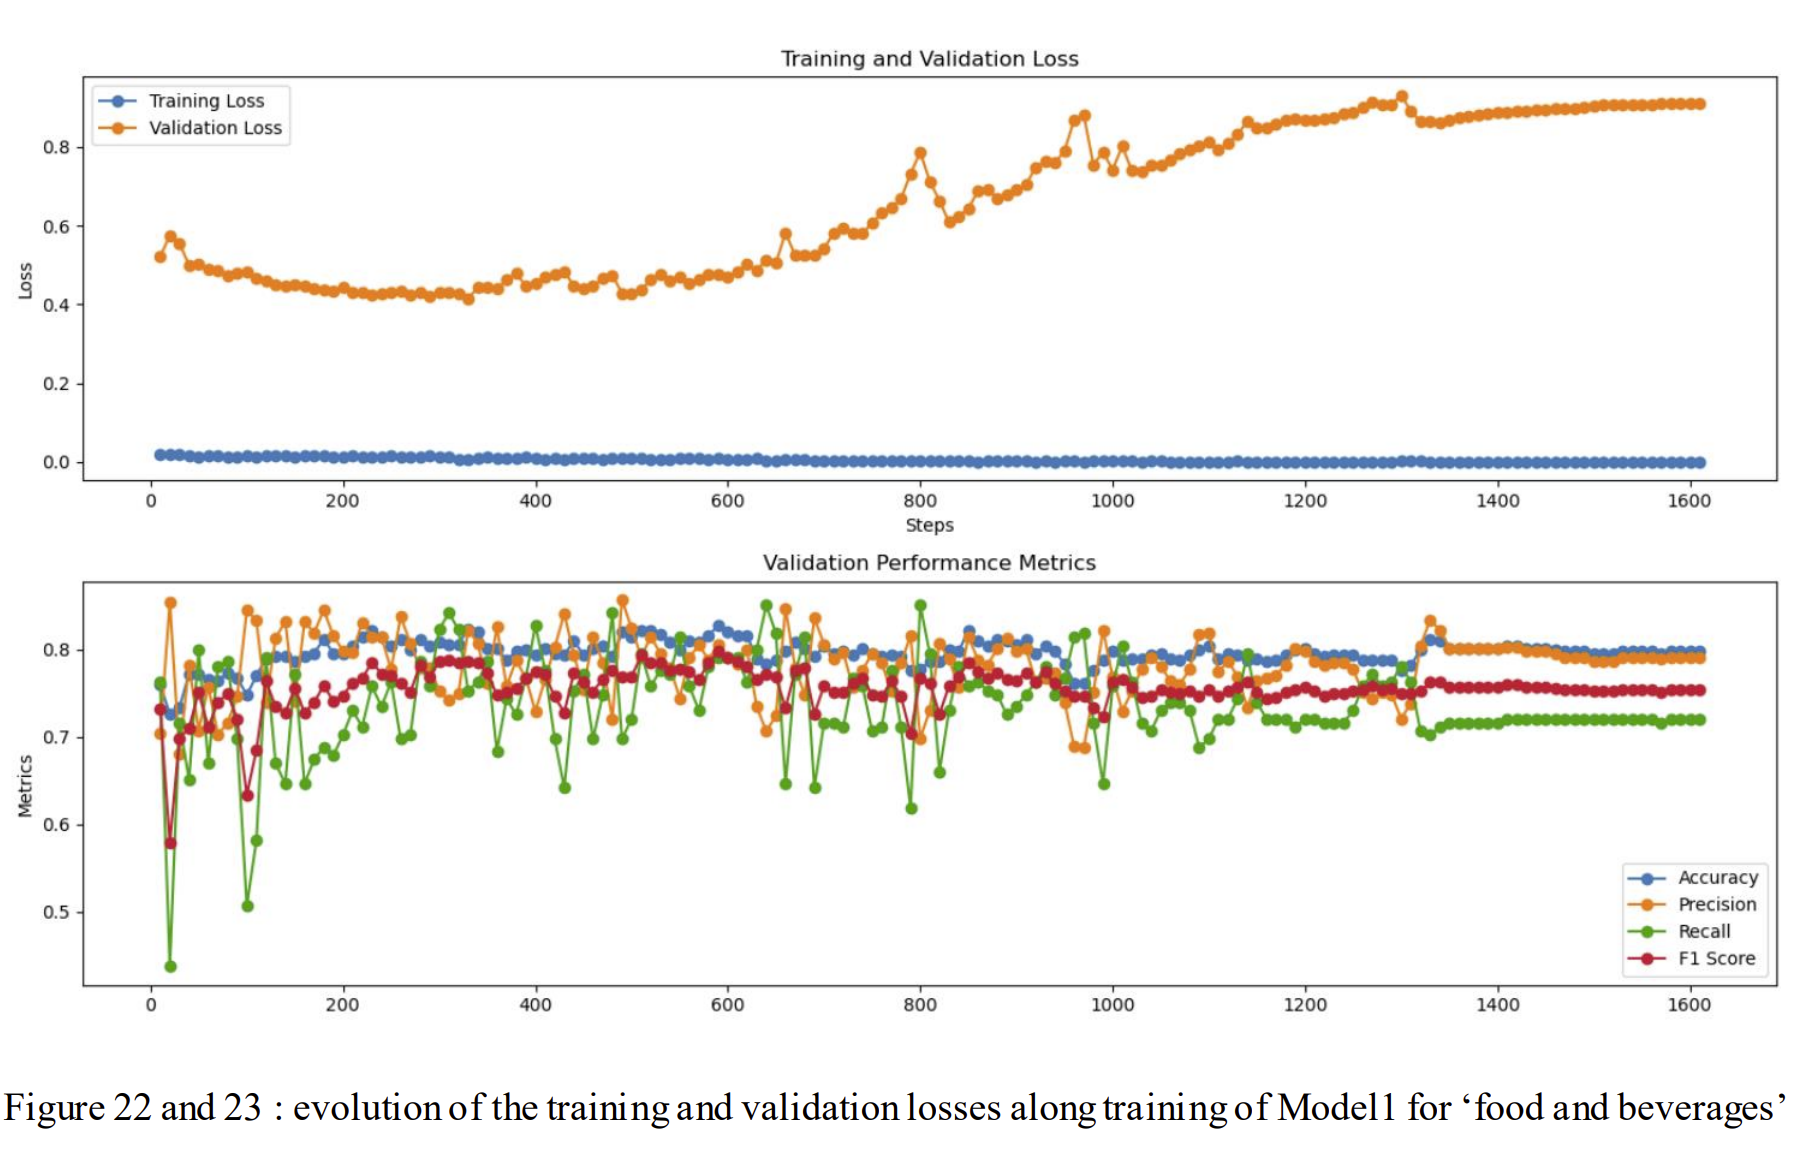 Training and Validation Loss
Training Loss
Validation Loss
Loss
0.8
0.6
0.4
0.2
0.0
0 200 400 600 800 1000 1200 1400 1600
Steps
Validation Performance Metrics
Metrics
0.8
0.7
0.6
0.5
Accuracy
Precision
Recall
F1 Score
0 200 400 600 800 1000 1200 1400 1600
Figure 22 and 23 : evolution of the training and validation losses along training of Model1 for ‘food and beverages’